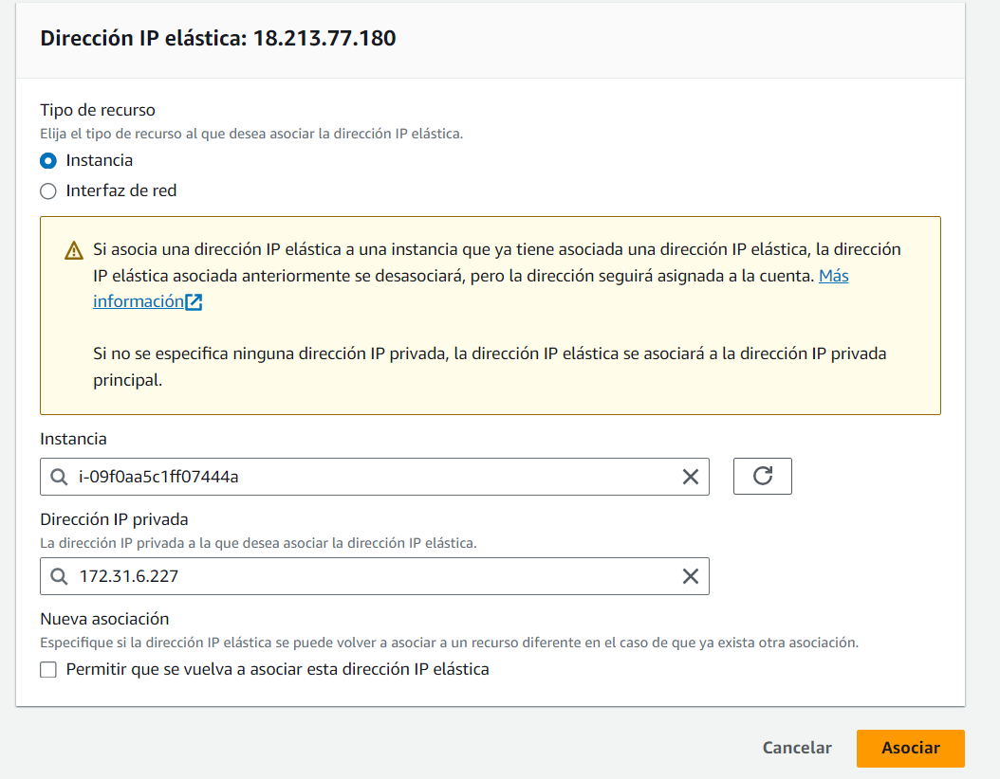 Dirección IP elástica: 18.213.77.180
Tipo de recurso
Elija el tipo de recurso al que desea asociar la dirección IP elástica.
Instancia
Interfaz de red
Si asocia una dirección IP elástica a una instancia que ya tiene asociada una dirección IP elástica, la dirección
IP elástica asociada anteriormente se desasociará, pero la dirección seguirá asignada a la cuenta. Más
información
Si no se especifica ninguna dirección IP privada, la dirección IP elástica se asociará a la dirección IP privada
principal.
Instancia
i-09f0aa5c1ff07444a
Dirección IP privada
La dirección IP privada a la que desea asociar la dirección IP elástica.
172.31.6.227
Nueva asociación
Especifique si la dirección IP elástica se puede volver a asociar a un recurso diferente en el caso de que ya exista otra asociación.
Permitir que se vuelva a asociar esta dirección IP elástica
Cancelar
Asociar